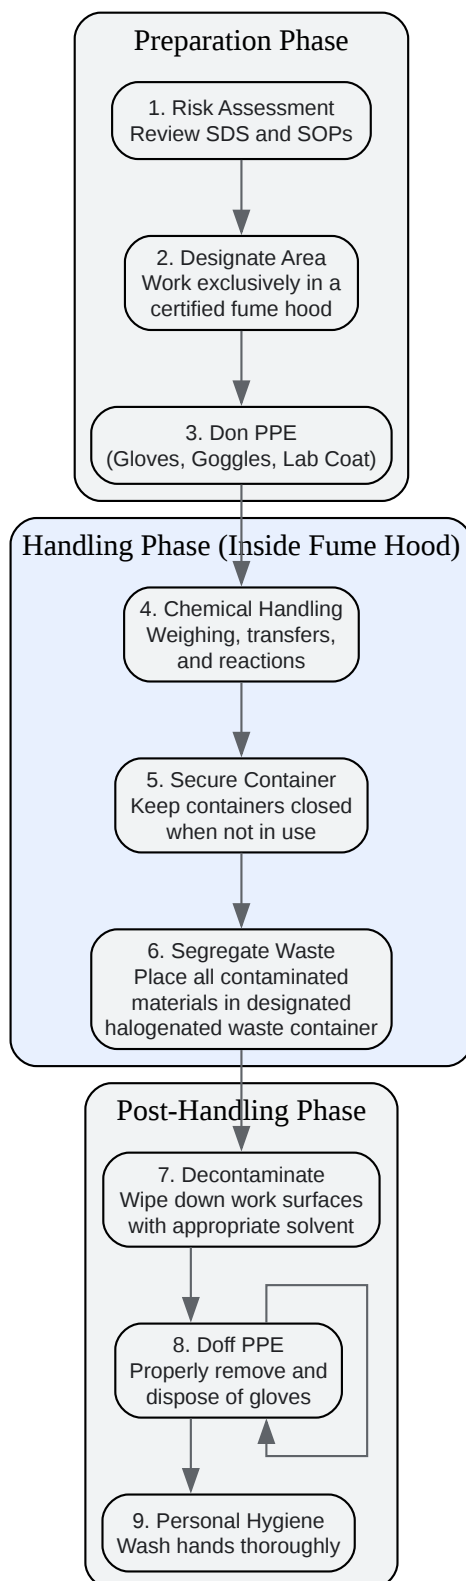 Preparation Phase
1. Risk Assessment
Review SDS and SOPs
2. Designate Area
Work exclusively in a
certified fume hood
3. Don PPE
(Gloves, Goggles, Lab Coat)
Handling Phase (Inside Fume Hood)
4. Chemical Handling
Weighing, transfers,
and reactions
5. Secure Container
Keep containers closed
when not in use
6. Segregate Waste
Place all contaminated
materials in designated
halogenated waste container
Post-Handling Phase
7. Decontaminate
Wipe down work surfaces
with appropriate solvent
8. Doff PPE
Properly remove and
dispose of gloves
9. Personal Hygiene
Wash hands thoroughly